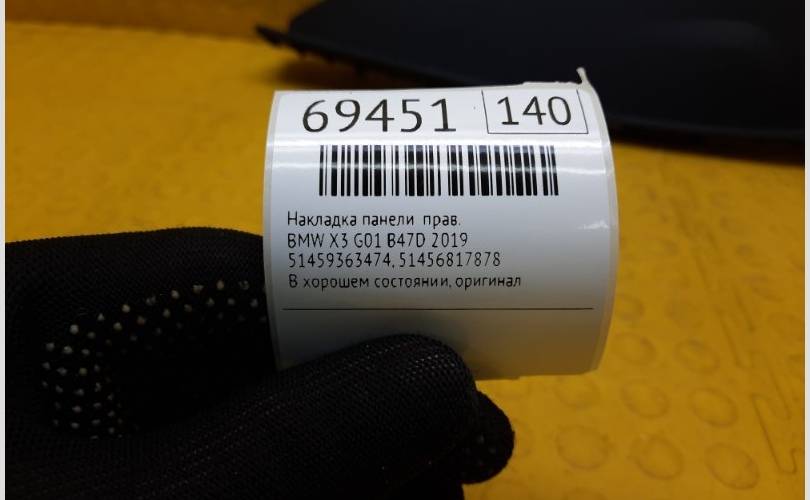 69451 140
Накладка панели прав.
BMW X3 G01 B47D 2019
51459363474, 51456817878
В хорошем состоянии, оригинал